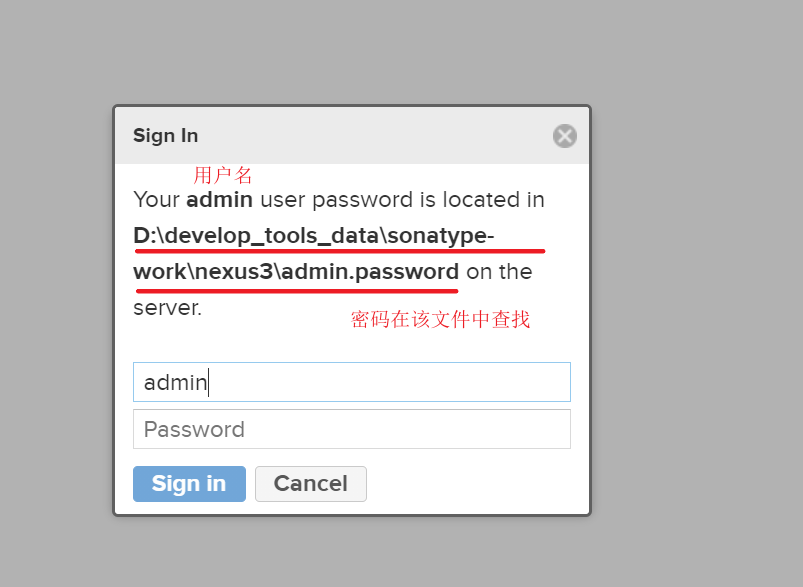 Sign In
用户名
Your admin user password is located in
D:\develop_tools_data\sonatype-
work\nexus3\admin.password on the
server.
密码在该文件中查找
admin
Password
Sign in
Cancel